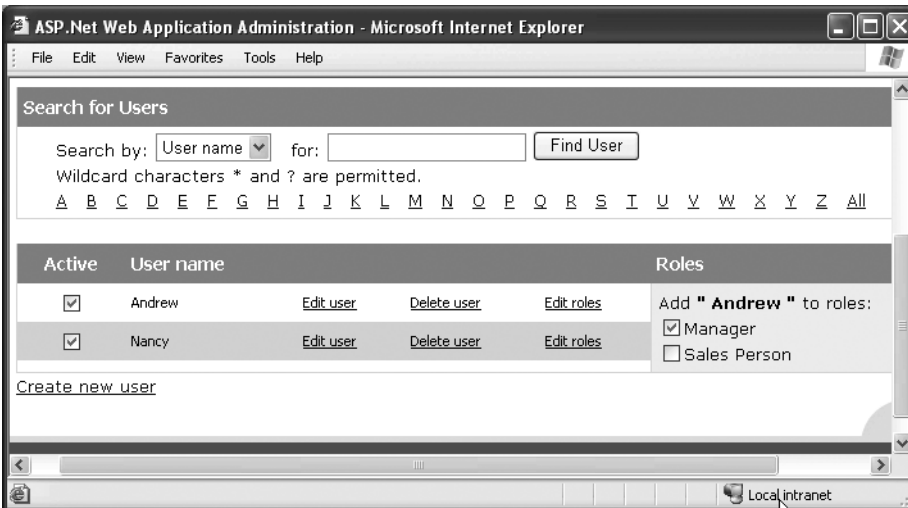 ASP.Net Web Application Administration - Microsoft Internet Explorer
File Edit View Favorites Tools Help
Search for Users
Search by: User name for: Find User
Wildcard characters * and ? are permitted.
A B C D E F G H I J K L M N O P Q R S T U V W X Y Z All
Active User name Roles
Andrew Edit user Delete user Edit roles Add " Andrew " to roles:
Manager
Nancy Edit user Delete user Edit roles
Sales Person
Create new user
Local intranet